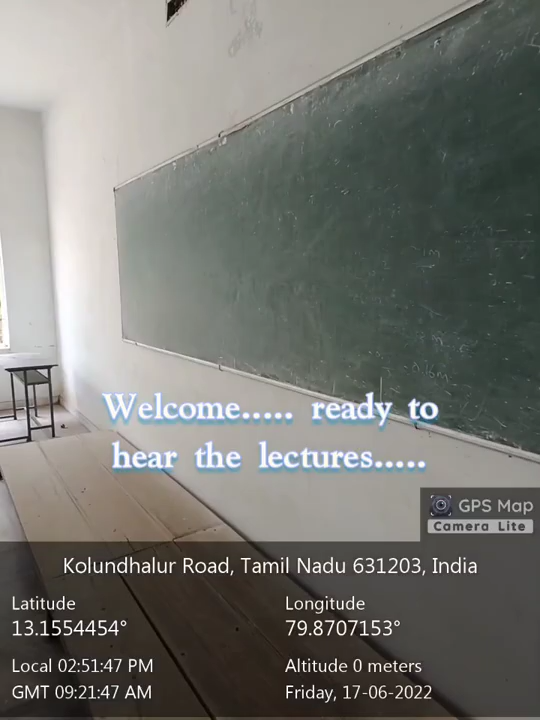 Welcome..... ready to
hear the lectures.....
GPS Map
Camera Lite
Kolundhalur Road, Tamil Nadu 631203, India
Latitude
13.1554454°
Longitude
79.8707153°
Local 02:51:47 PM
GMT 09:21:47 AM
Altitude 0 meters
Friday, 17-06-2022